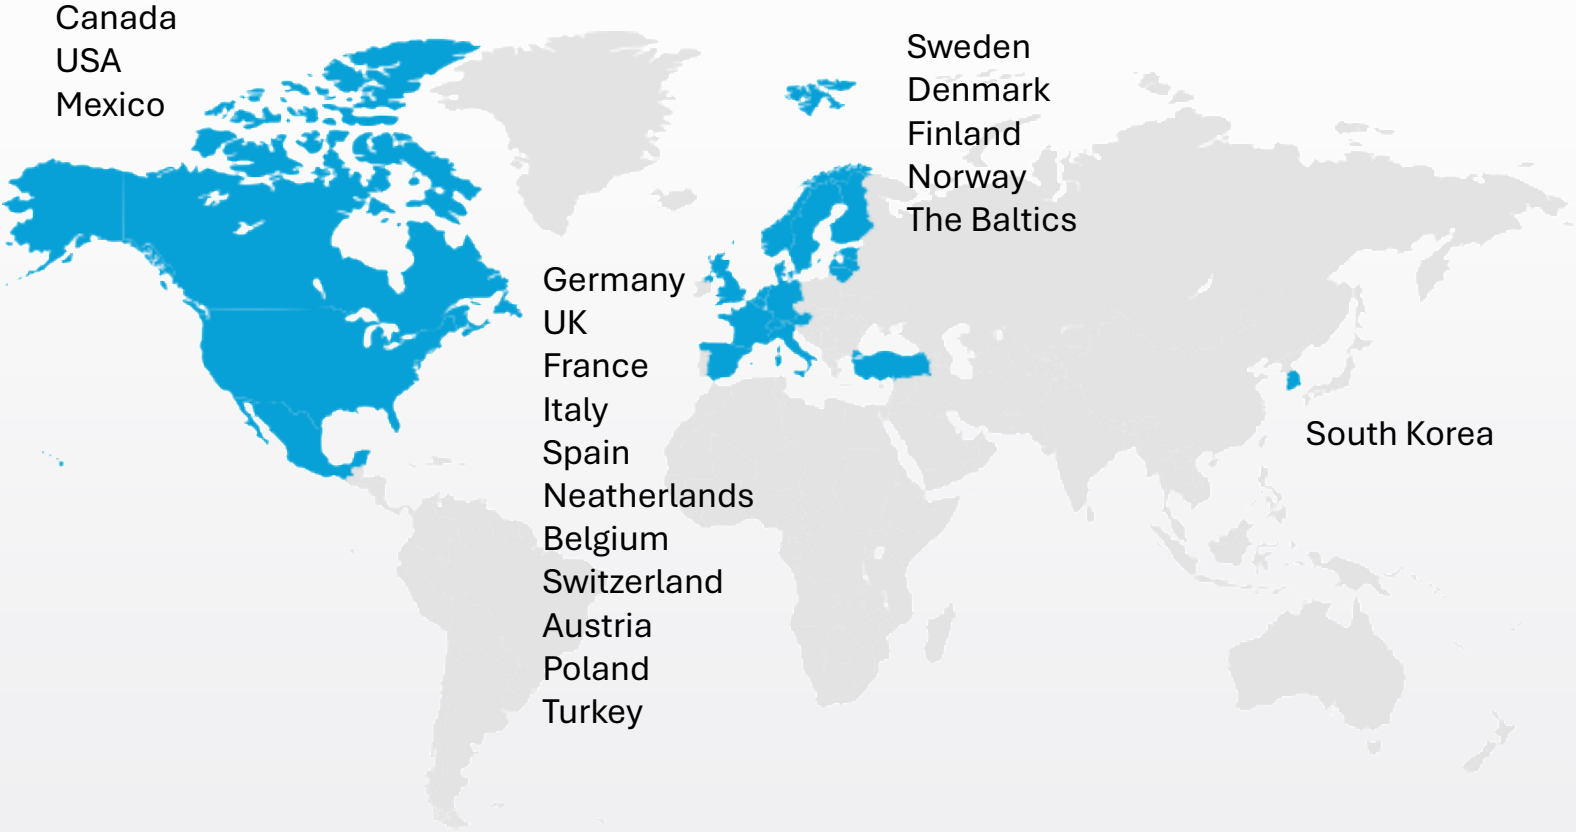 Canada
USA
Mexico
Sweden
Denmark
Finland
Norway
The Baltics
Germany
UK
France
Italy
Spain
Neatherlands
Belgium
Switzerland
Austria
Poland
Turkey
South Korea